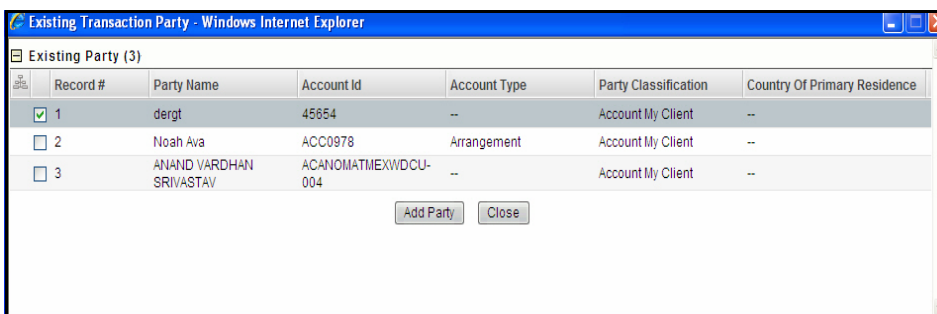 Existing Transaction Party - Windows Internet Explorer
Existing Party (3)
Record # Party Name Account Id Account Type Party Classification Country Of Primary Residence
1 dergt 45654 -- Account My Client --
2 Noah Ava ACC0978 Arrangement Account My Client --
3 ANAND VARDHAN SRIVASTAV ACANOMATMEXWDCU-004 -- Account My Client --
Add Party Close